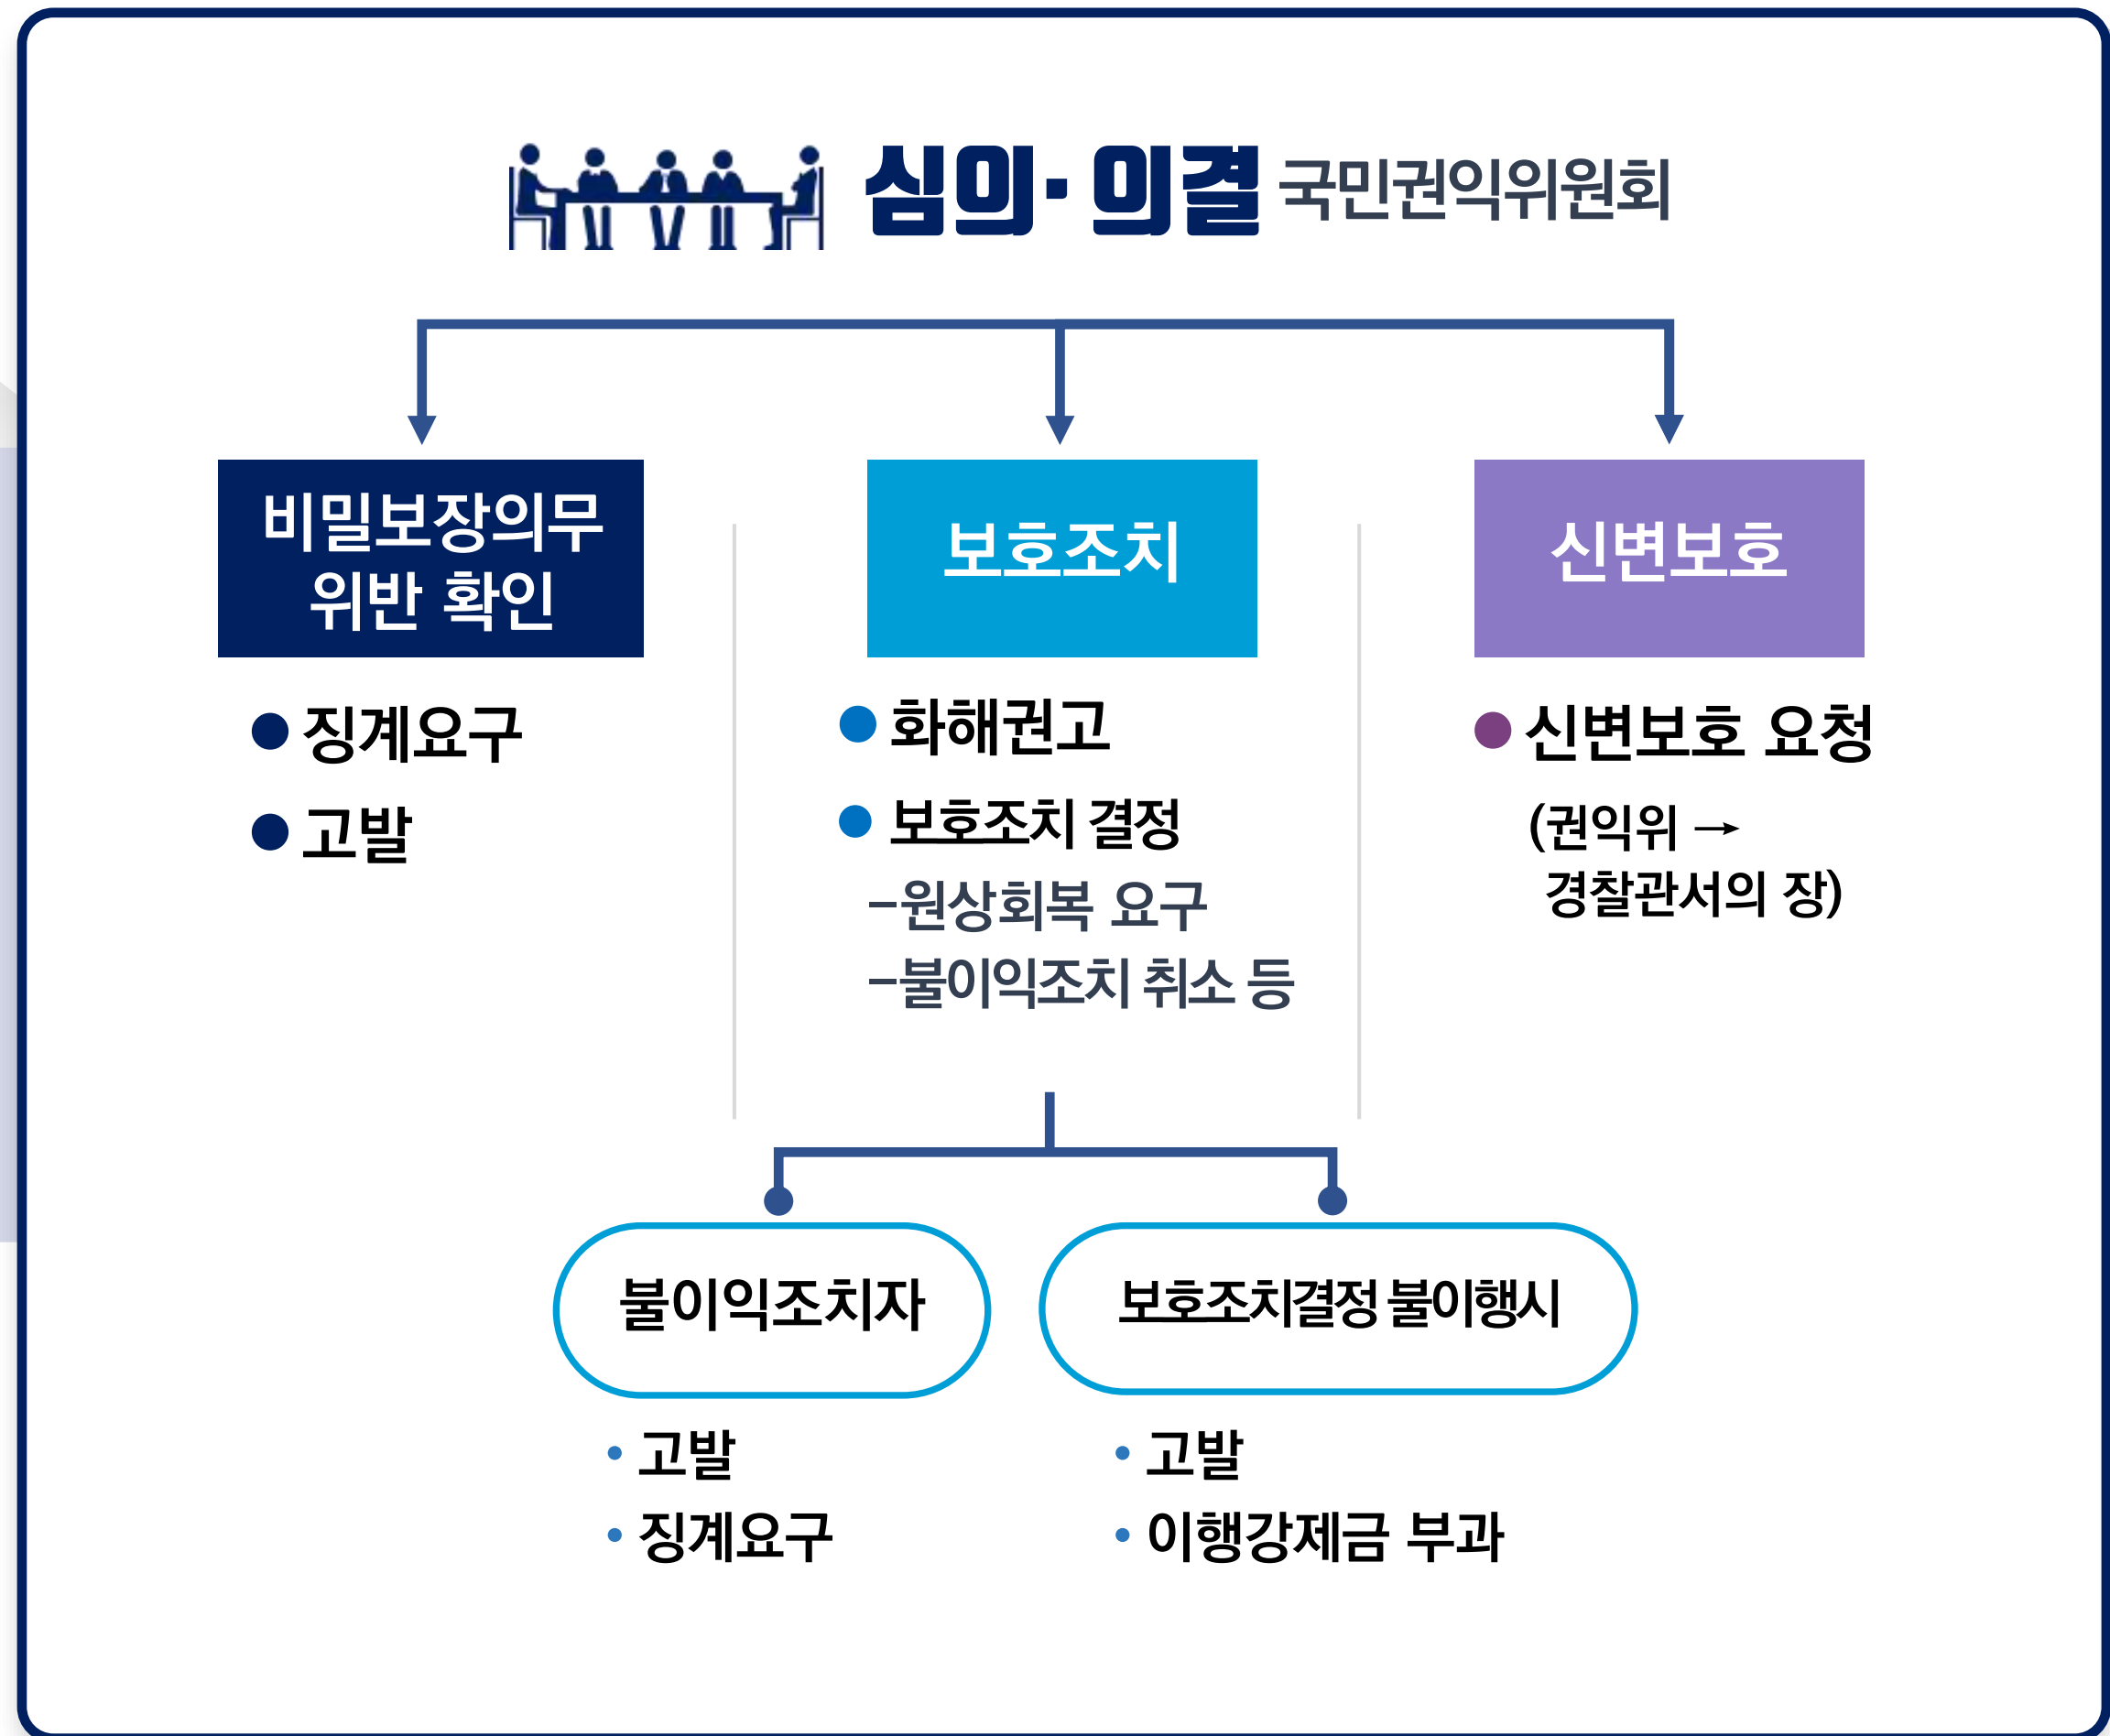 심의· 의결 국민권익위원회
비밀보장의무
위반 확인
징계요구
고발
보호조치
화해권고
보호조치 결정
-원상회복 요구
-불이익조치 취소 등
신변보호
신변보호 요청
(권익위 →
경찰관서의 장)
불이익조치자
고발
징계요구
보호조치결정 불이행시
고발
이행강제금 부과